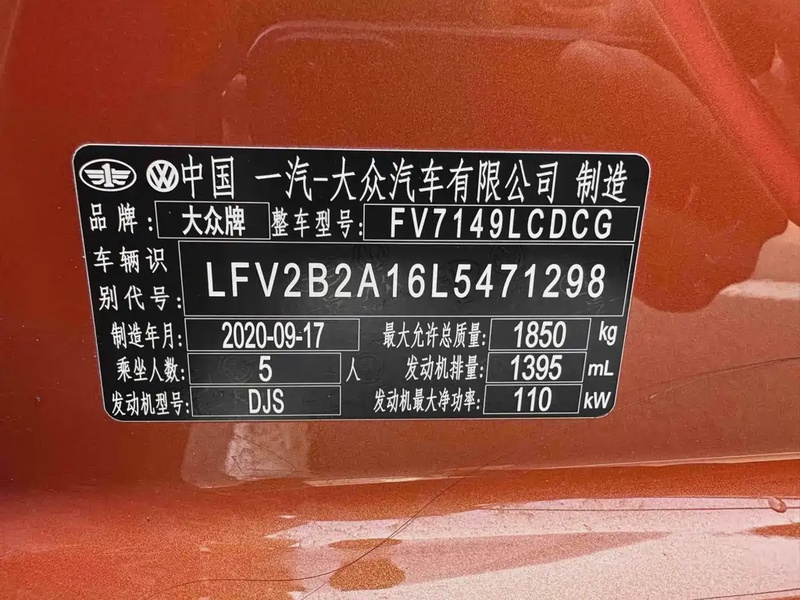 中国 一汽-大众汽车有限公司 制造
品牌: 大众牌 整车型号: FV7149LCDCG
车辆识
别代号: LFV2B2A16L5471298
制造年月: 2020-09-17 最大允许总质量: 1850 kg
乘坐人数: 5 人 发动机排量: 1395 mL
发动机型号: DJS 发动机最大净功率: 110 kW